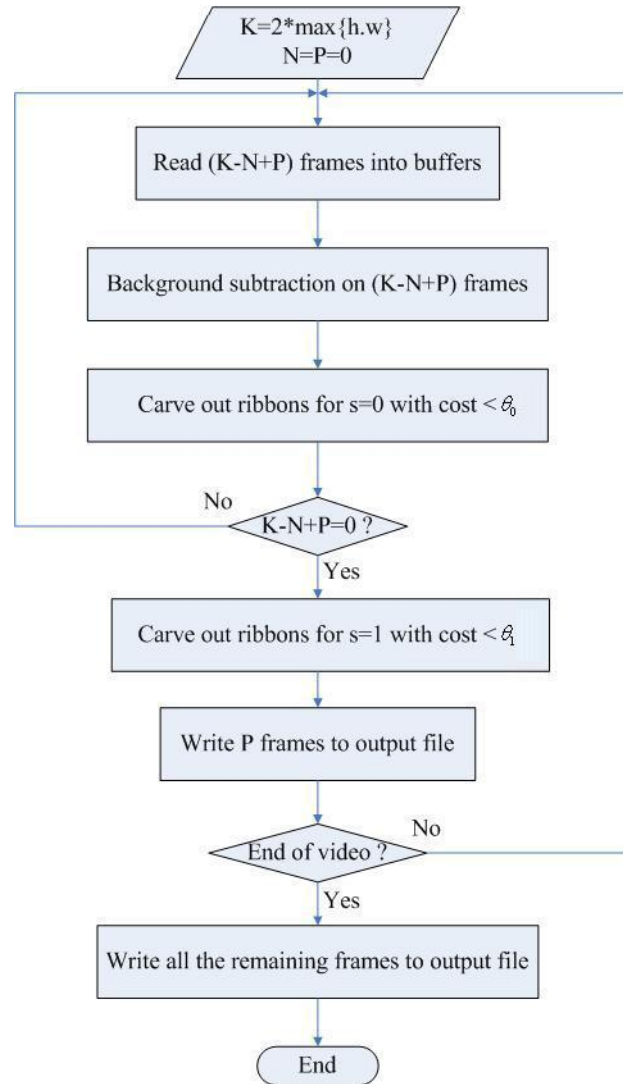 K=2*max{h.w}
N=P=0
Read (K-N+P) frames into buffers
Background subtraction on (K-N+P) frames
Carve out ribbons for s=0 with cost < θ₀
No
K-N+P=0 ?
Yes
Carve out ribbons for s=1 with cost < θ₁
Write P frames to output file
End of video ?
No
Yes
Write all the remaining frames to output file
End